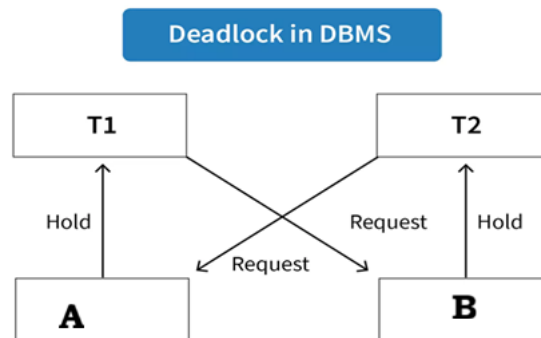 Deadlock in DBMS
T1
T2
Hold
Request
Hold
Request
A
B